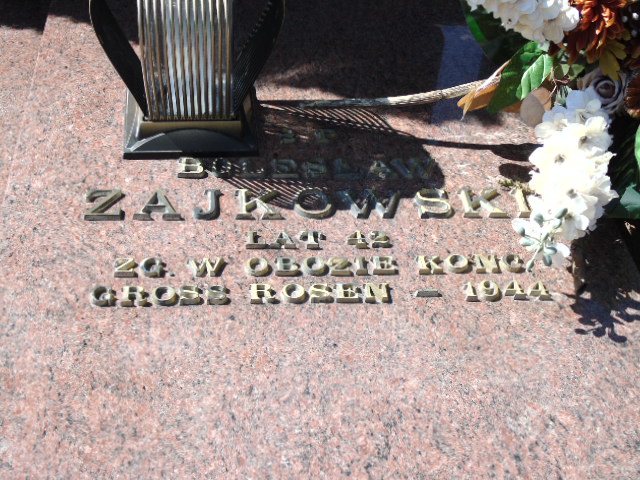 BOLESŁAW
ZAJKOWSKI
LAT 42
ZG. W OBOZIE KONC
GROSS ROSEN – 1944